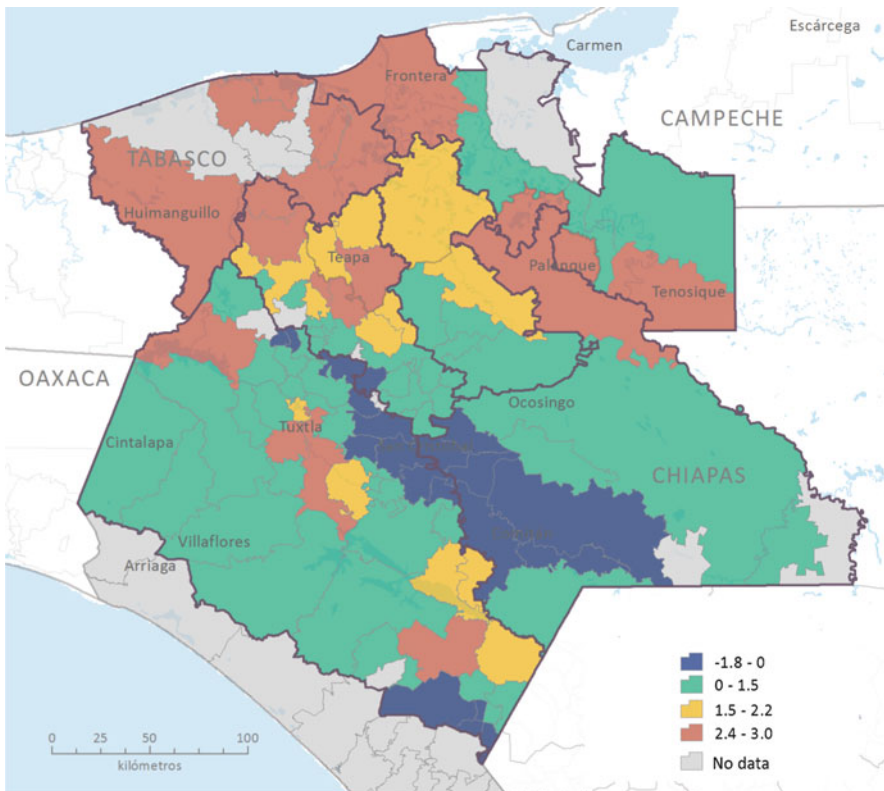 Escárcega
Carmen
Frontera
CAMPECHE
TABASCO
Huimanguillo
Teapa
Palenque
Tenosique
OAXACA
Ocosingo
Tuxtla
Cintalapa
CHIAPAS
Villaflores
Arriaga
-1.8 - 0
0 - 1.5
1.5 - 2.2
2.4 - 3.0
No data
0 25 50 100
kilómetros